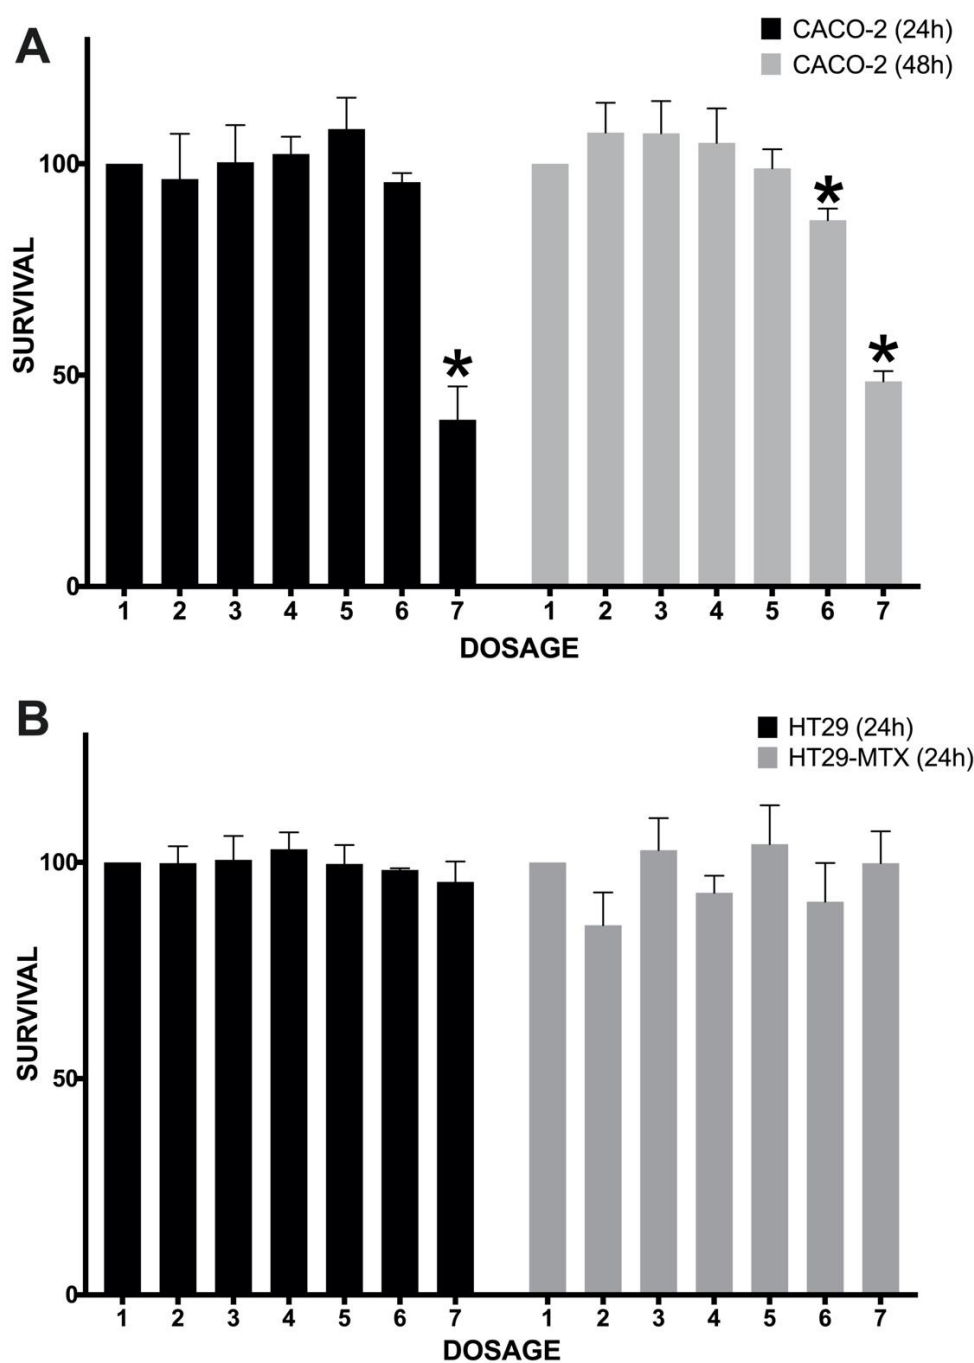 A
CACO-2 (24h)
CACO-2 (48h)
100
50
0
SURVIVAL
*
*
*
1 2 3 4 5 6 7 1 2 3 4 5 6 7
DOSAGE
B
HT29 (24h)
HT29-MTX (24h)
100
50
0
SURVIVAL
1 2 3 4 5 6 7 1 2 3 4 5 6 7
DOSAGE